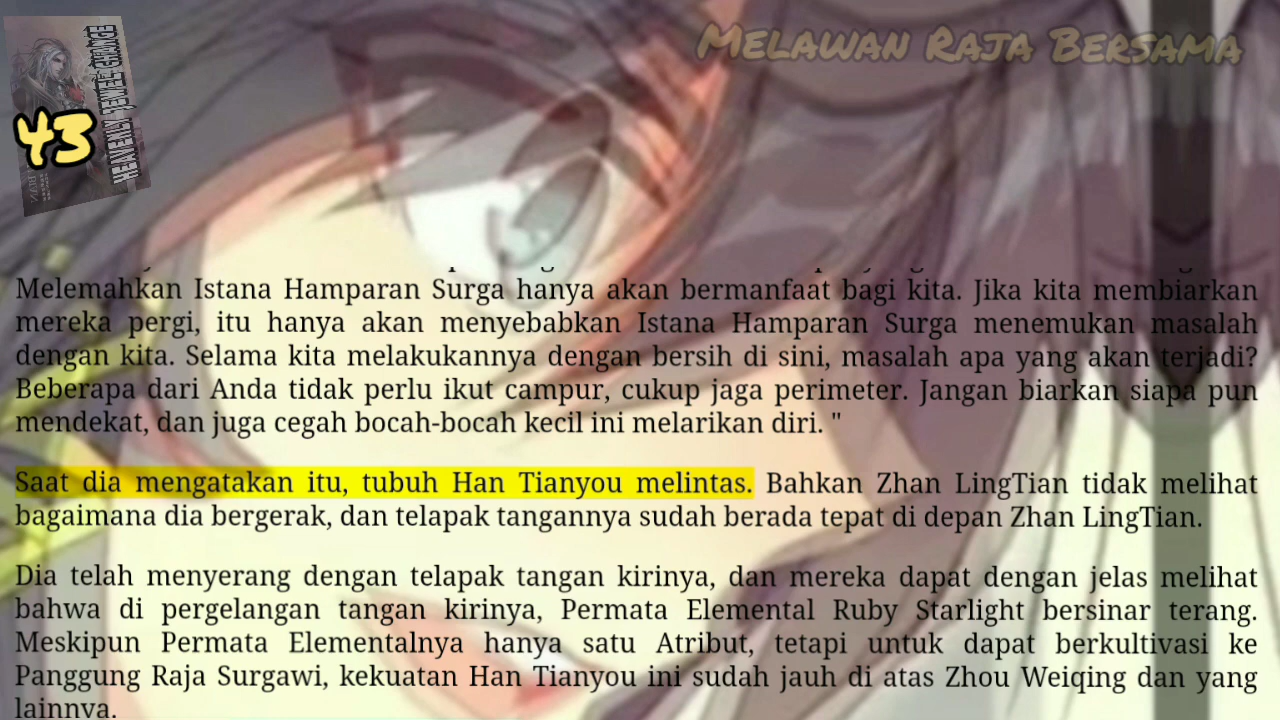 Melawan Raja Bersama
HEAVENLY JEWEL CHANGE
43
Melemahkan Istana Hamparan Surga hanya akan bermanfaat bagi kita. Jika kita membiarkan
mereka pergi, itu hanya akan menyebabkan Istana Hamparan Surga menemukan masalah
dengan kita. Selama kita melakukannya dengan bersih di sini, masalah apa yang akan terjadi?
Beberapa dari Anda tidak perlu ikut campur, cukup jaga perimeter. Jangan biarkan siapa pun
mendekat, dan juga cegah bocah-bocah kecil ini melarikan diri. "
Saat dia mengatakan itu, tubuh Han Tianyou melintas. Bahkan Zhan LingTian tidak melihat
bagaimana dia bergerak, dan telapak tangannya sudah berada tepat di depan Zhan LingTian.
Dia telah menyerang dengan telapak tangan kirinya, dan mereka dapat dengan jelas melihat
bahwa di pergelangan tangan kirinya, Permata Elemental Ruby Starlight bersinar terang.
Meskipun Permata Elementalnya hanya satu Atribut, tetapi untuk dapat berkultivasi ke
Panggung Raja Surgawi, kekuatan Han Tianyou ini sudah jauh di atas Zhou Weiqing dan yang
lainnya.